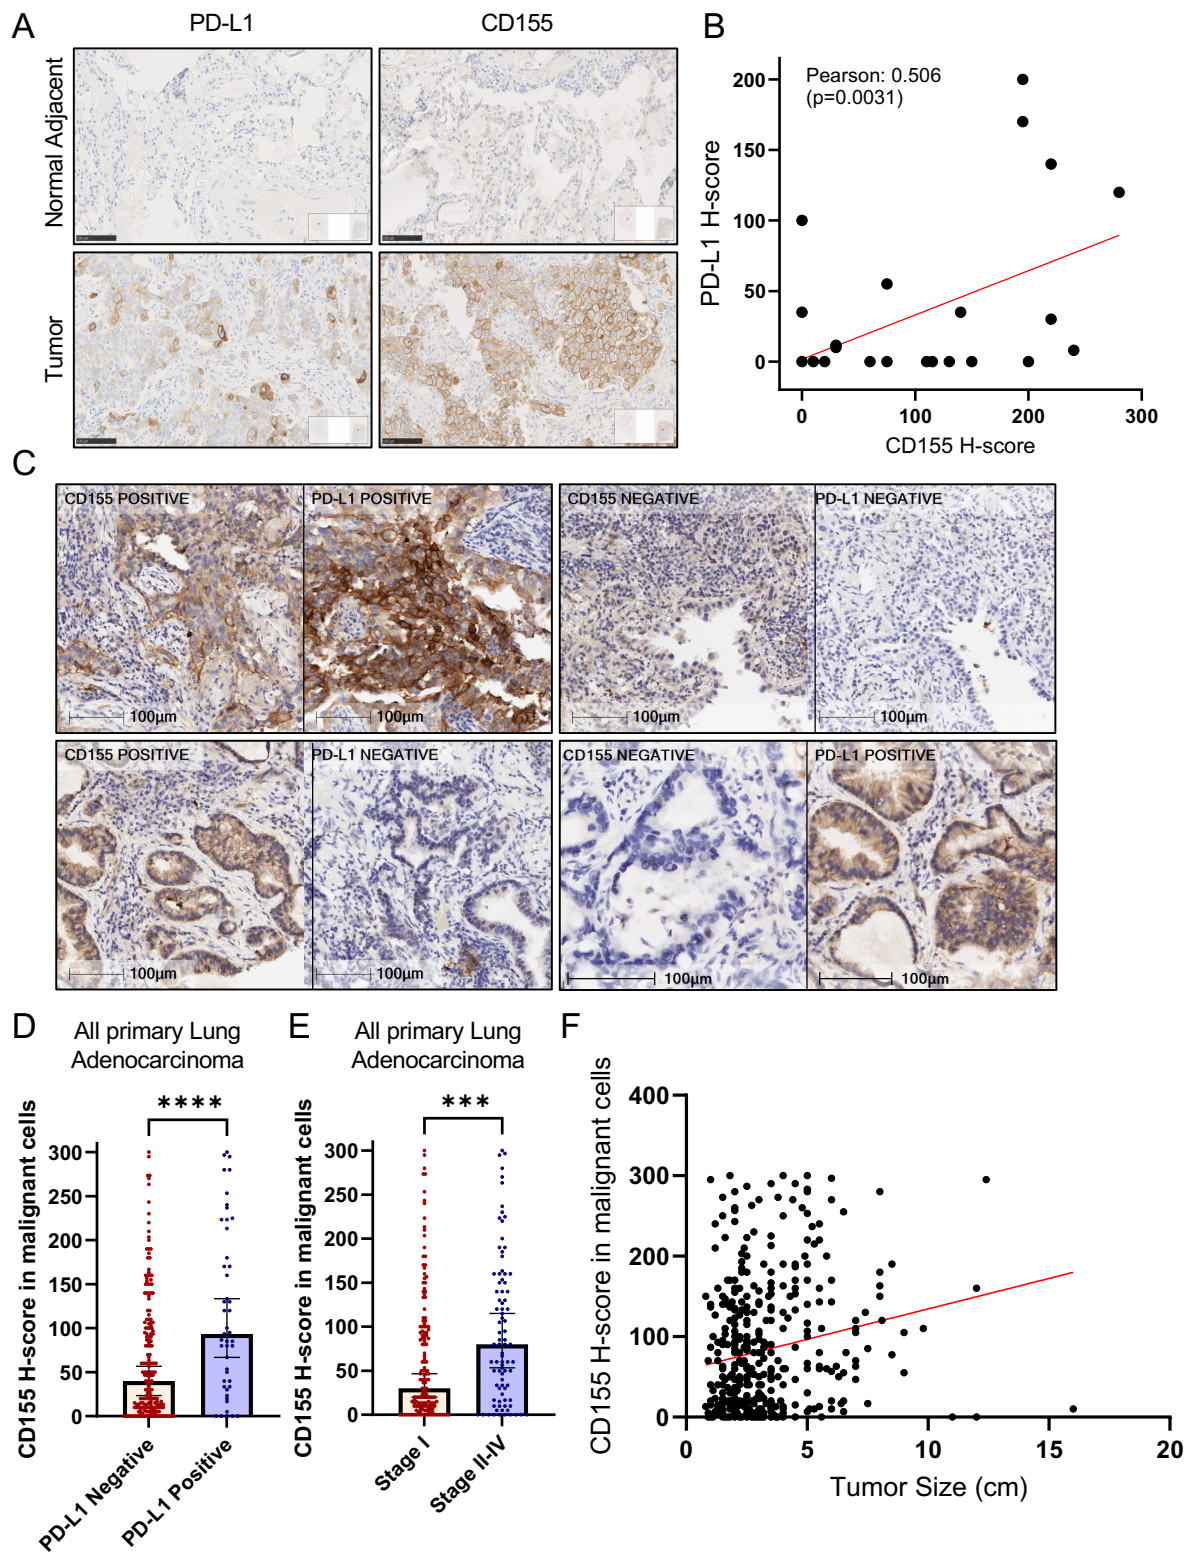 A
PD-L1
CD155
Normal Adjacent
Tumor
B
Pearson: 0.506
(p=0.0031)
PD-L1 H-score
200
150
100
50
0
0
100
200
300
CD155 H-score
C
CD155 POSITIVE
PD-L1 POSITIVE
CD155 NEGATIVE
PD-L1 NEGATIVE
100µm
100µm
100µm
100µm
CD155 POSITIVE
PD-L1 NEGATIVE
CD155 NEGATIVE
PD-L1 POSITIVE
100µm
100µm
100µm
100µm
D
All primary Lung
Adenocarcinoma
****
CD155 H-score in malignant cells
300
250
200
150
100
50
0
PD-L1 Negative
PD-L1 Positive
E
All primary Lung
Adenocarcinoma
***
CD155 H-score in malignant cells
300
250
200
150
100
50
0
Stage I
Stage II-IV
F
CD155 H-score in malignant cells
400
300
200
100
0
0
5
10
15
20
Tumor Size (cm)